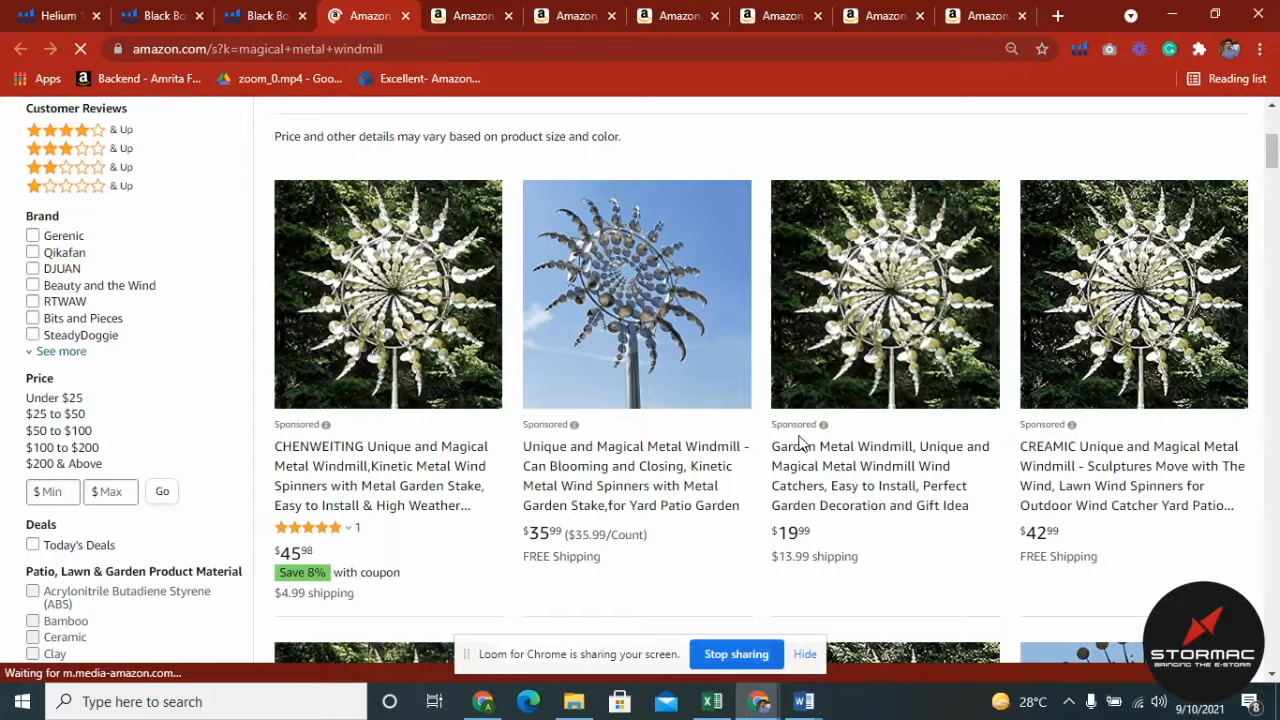 Helium
Black Bo
Black Bo
Amazon
Amazon
Amazon
Amazon
Amazon
Amazon
Amazon
amazon.com/s?k=magical+metal+windmill
Apps
Backend - Amrita F...
zoom_0.mp4 - Goo...
Excellent- Amazon...
Reading list
Customer Reviews
& Up
& Up
& Up
& Up
Brand
Gerenic
Qikafan
DJUAN
Beauty and the Wind
RTWAW
Bits and Pieces
SteadyDoggie
See more
Price
Under $25
$25 to $50
$50 to $100
$100 to $200
$200 & Above
$ Min
$ Max
Go
Deals
Today's Deals
Patio, Lawn & Garden Product Material
Acrylonitrile Butadiene Styrene
(ABS)
Bamboo
Ceramic
Clay
Price and other details may vary based on product size and color.
Sponsored
CHENWEITING Unique and Magical
Metal Windmill,Kinetic Metal Wind
Spinners with Metal Garden Stake,
Easy to Install & High Weather...
1
$4598
Save 8% with coupon
$4.99 shipping
Sponsored
Unique and Magical Metal Windmill -
Can Blooming and Closing, Kinetic
Metal Wind Spinners with Metal
Garden Stake,for Yard Patio Garden
$3599 ($35.99/Count)
FREE Shipping
Sponsored
Garden Metal Windmill, Unique and
Magical Metal Windmill Wind
Catchers, Easy to Install, Perfect
Garden Decoration and Gift Idea
$1999
$13.99 shipping
Sponsored
CREAMIC Unique and Magical Metal
Windmill - Sculptures Move with The
Wind, Lawn Wind Spinners for
Outdoor Wind Catcher Yard Patio...
$4299
FREE Shipping
Loom for Chrome is sharing your screen.
Stop sharing
Hide
STORMAC
BRINGING THE E-STORM
Waiting for m.media-amazon.com...
Type here to search
28°C
9/10/2021
8